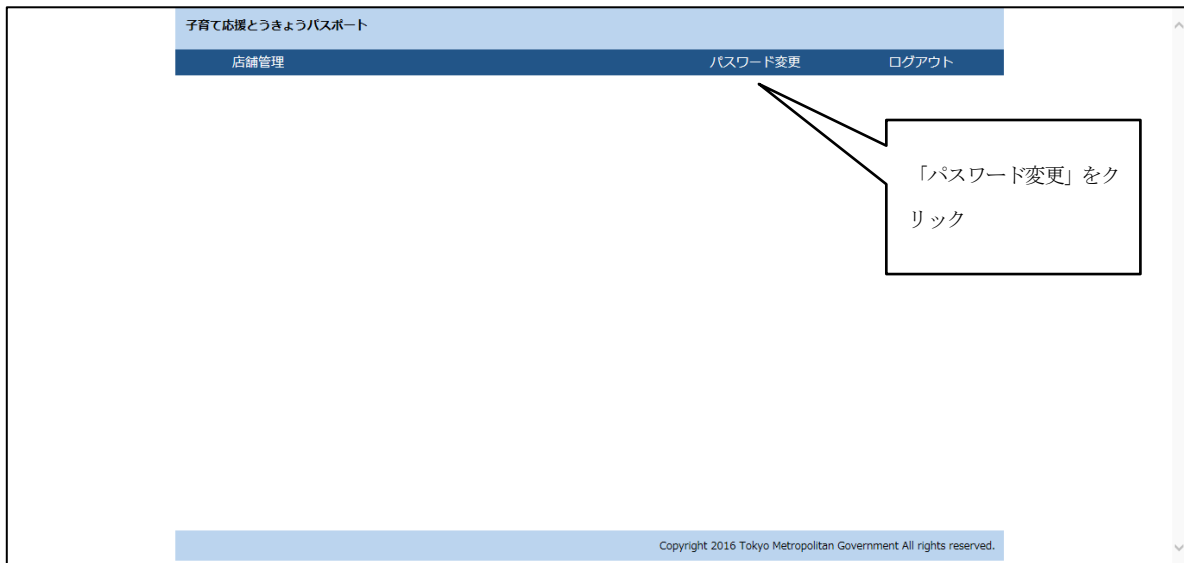 子育て応援とうきょうパスポート
店舗管理 パスワード変更 ログアウト
「パスワード変更」をク
リック
Copyright 2016 Tokyo Metropolitan Government All rights reserved.